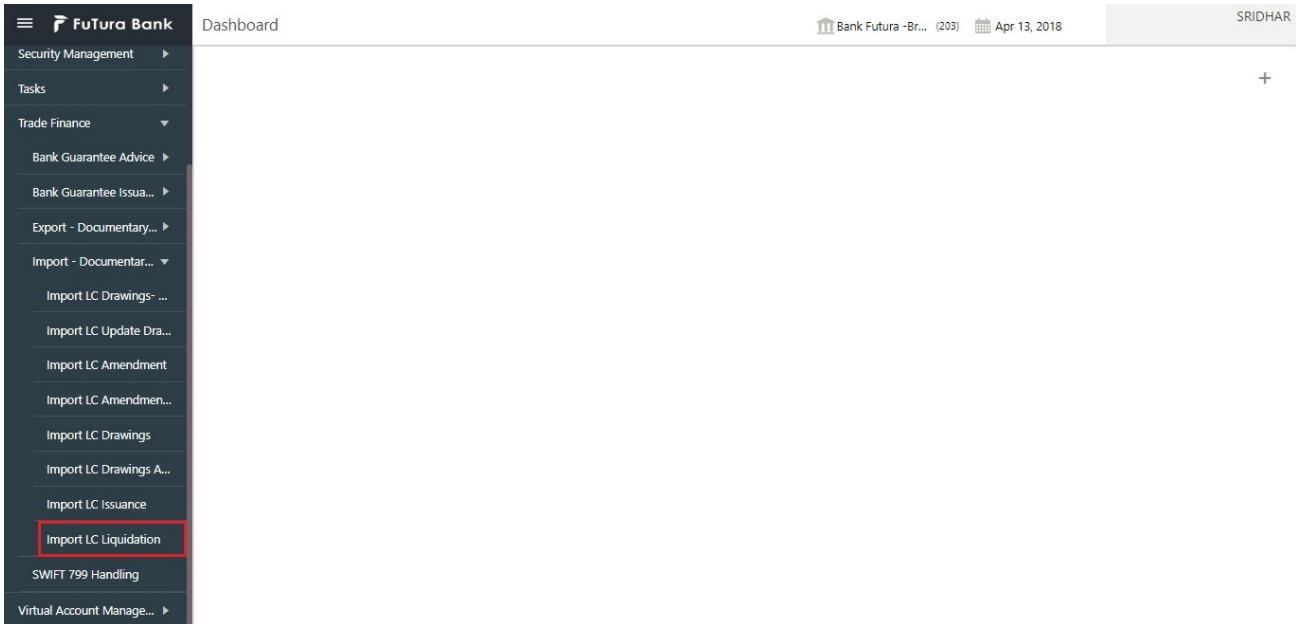 FuTura Bank
Dashboard
Bank Futura -Br... (203)
Apr 13, 2018
SRIDHAR
Security Management
Tasks
Trade Finance
Bank Guarantee Advice
Bank Guarantee Issua...
Export - Documentary...
Import - Documentar...
Import LC Drawings- ...
Import LC Update Dra...
Import LC Amendment
Import LC Amendmen...
Import LC Drawings
Import LC Drawings A...
Import LC Issuance
Import LC Liquidation
SWIFT 799 Handling
Virtual Account Manage...